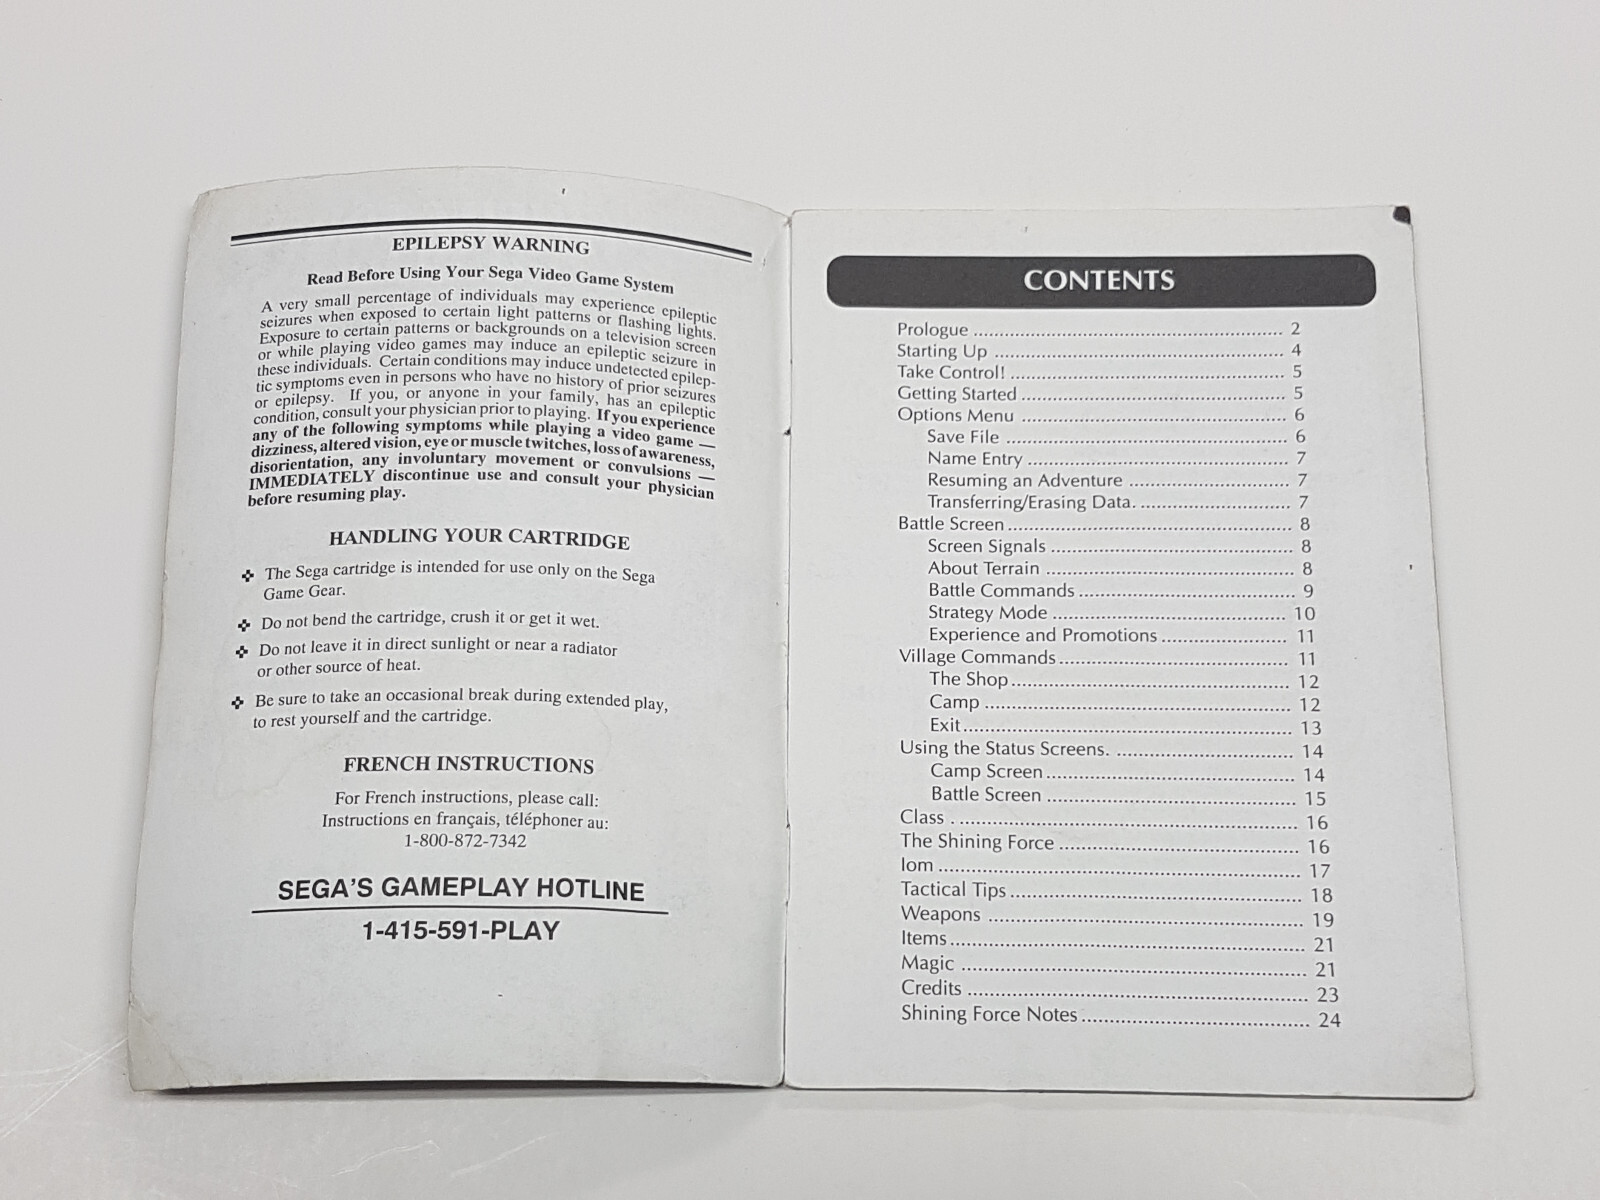 EPILEPSY WARNING
Read Before Using Your Sega Video Game System
A very small percentage of individuals may experience epileptic
seizures when exposed to certain light patterns or flashing lights.
Exposure to certain patterns or backgrounds on a television screen
or while playing video games may induce an epileptic seizure in
these individuals. Certain conditions may induce undetected epilep-
tic symptoms even in persons who have no history of prior seizures
or epilepsy. If you, or anyone in your family, has an epileptic
condition, consult your physician prior to playing. If you experience
any of the following symptoms while playing a video game —
dizziness, altered vision, eye or muscle twitches, loss of awareness,
disorientation, any involuntary movement or convulsions —
IMMEDIATELY discontinue use and consult your physician
before resuming play.
HANDLING YOUR CARTRIDGE
✤ The Sega cartridge is intended for use only on the Sega
Game Gear.
✤ Do not bend the cartridge, crush it or get it wet.
✤ Do not leave it in direct sunlight or near a radiator
or other source of heat.
✤ Be sure to take an occasional break during extended play,
to rest yourself and the cartridge.
FRENCH INSTRUCTIONS
For French instructions, please call:
Instructions en français, téléphoner au:
1-800-872-7342
SEGA'S GAMEPLAY HOTLINE
1-415-591-PLAY
CONTENTS
Prologue ........ 2
Starting Up ........ 4
Take Control! ........ 5
Getting Started ........ 5
Options Menu ........ 6
Save File ........ 6
Name Entry ........ 7
Resuming an Adventure ........ 7
Transferring/Erasing Data. ........ 7
Battle Screen ........ 8
Screen Signals ........ 8
About Terrain ........ 8
Battle Commands ........ 9
Strategy Mode ........ 10
Experience and Promotions ........ 11
Village Commands ........ 11
The Shop ........ 12
Camp ........ 12
Exit ........ 13
Using the Status Screens. ........ 14
Camp Screen ........ 14
Battle Screen ........ 15
Class . ........ 16
The Shining Force ........ 16
Iom ........ 17
Tactical Tips ........ 18
Weapons ........ 19
Items ........ 21
Magic ........ 21
Credits ........ 23
Shining Force Notes ........ 24